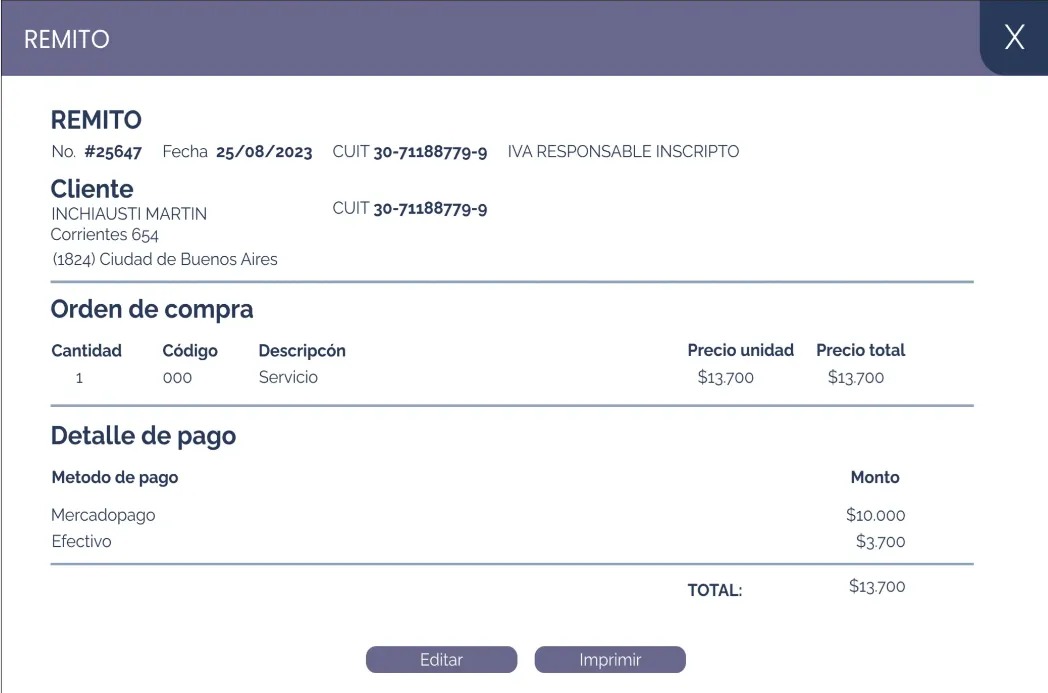 REMITO X
REMITO
No. #25647 Fecha 25/08/2023 CUIT 30-71188779-9 IVA RESPONSABLE INSCRIPTO
Cliente
INCHIAUSTI MARTIN CUIT 30-71188779-9
Corrientes 654
(1824) Ciudad de Buenos Aires
Orden de compra
Cantidad Código Descripcón Precio unidad Precio total
1 000 Servicio $13.700 $13.700
Detalle de pago
Metodo de pago Monto
Mercadopago $10.000
Efectivo $3.700
TOTAL: $13.700
Editar Imprimir